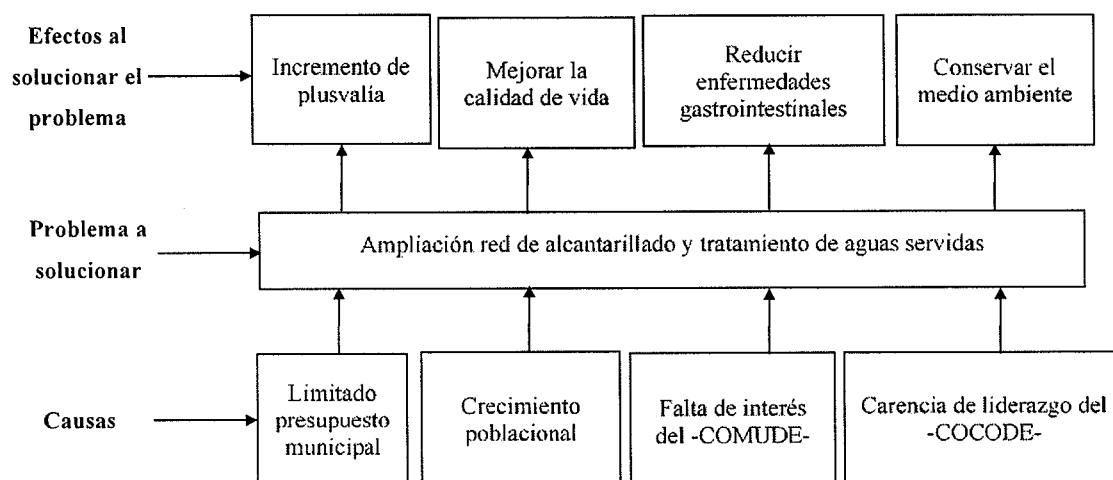 Efectos al
solucionar el
problema
Incremento de
plusvalía
Mejorar la
calidad de vida
Reducir
enfermedades
gastrointestinales
Conservar el
medio ambiente
Problema a
solucionar
Ampliación red de alcantarillado y tratamiento de aguas servidas
Causas
Limitado
presupuesto
municipal
Crecimiento
poblacional
Falta de interés
del -COMUDE-
Carencia de liderazgo del
-COCODE-